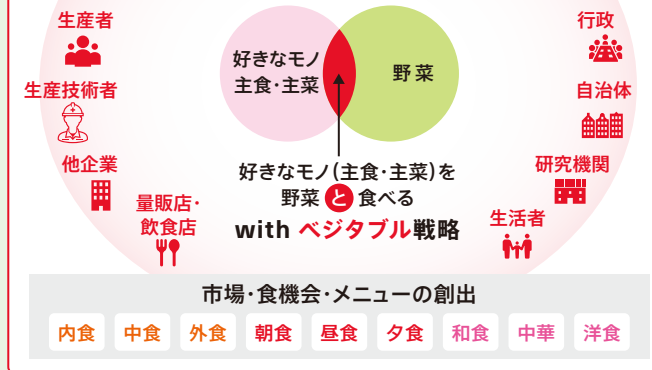 生産者
生産技術者
他企業
量販店・
飲食店
行政
自治体
研究機関
生活者
好きなモノ
主食・主菜
野菜
好きなモノ(主食・主菜)を
野菜 と 食べる
with ベジタブル戦略
市場・食機会・メニューの創出
内食 中食 外食 朝食 昼食 夕食 和食 中華 洋食